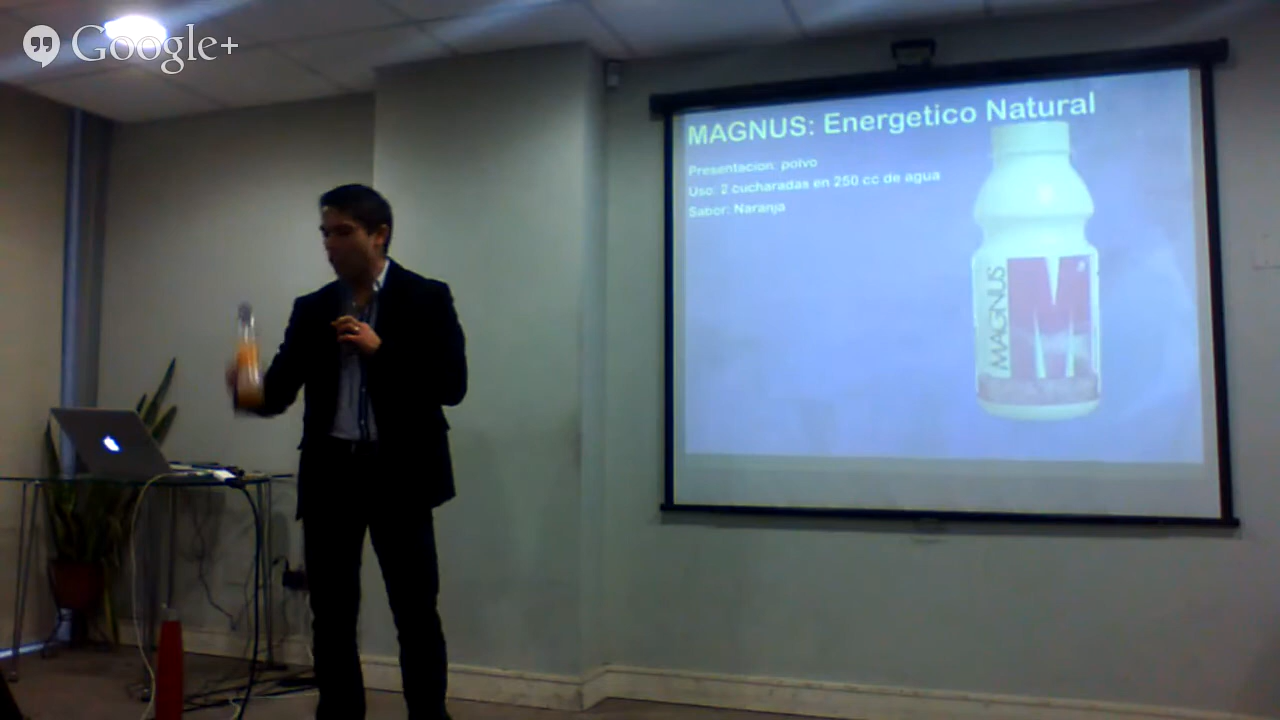 Google+
MAGNUS: Energetico Natural
Presentacion: polvo
Uso: 2 cucharadas en 250 cc de agua
Sabor: Naranja
MAGNUS
M